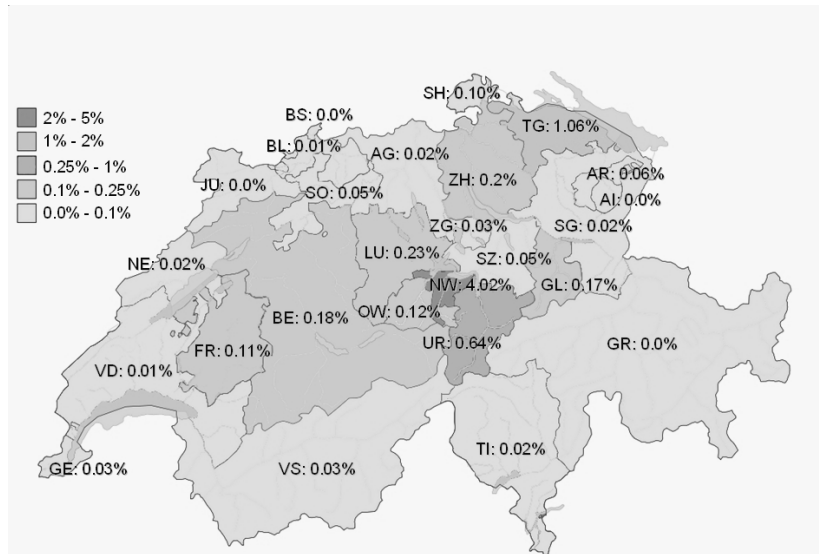 2% - 5%
1% - 2%
0.25% - 1%
0.1% - 0.25%
0.0% - 0.1%
SH: 0.10%
BS: 0.0%
TG: 1.06%
BL: 0.01%
AG: 0.02%
AR: 0.06%
JU: 0.0%
SO: 0.05%
ZH: 0.2%
AI: 0.0%
ZG: 0.03%
SG: 0.02%
LU: 0.23%
SZ: 0.05%
NE: 0.02%
NW: 4.02%
GL: 0.17%
OW: 0.12%
BE: 0.18%
UR: 0.64%
GR: 0.0%
FR: 0.11%
VD: 0.01%
TI: 0.02%
GE: 0.03%
VS: 0.03%